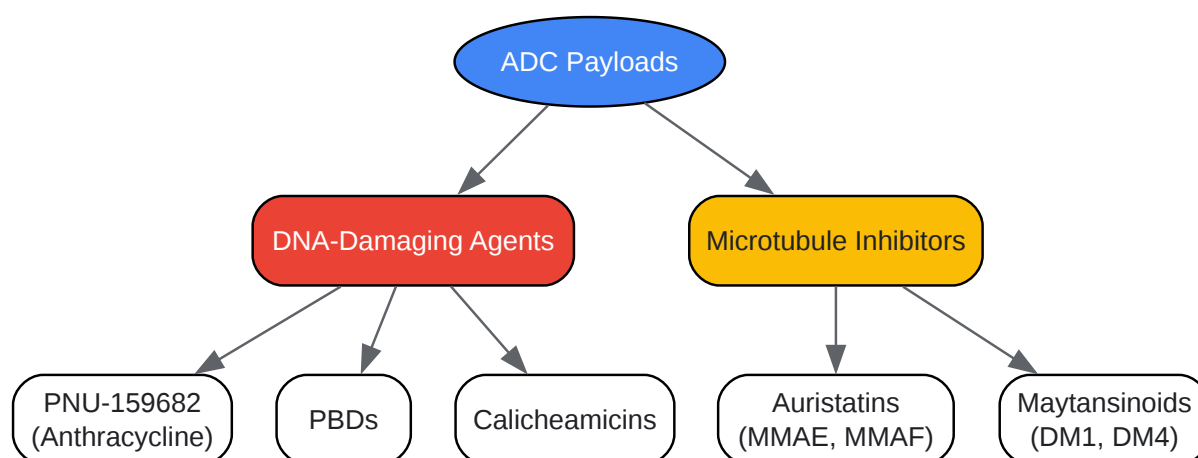 ADC Payloads
DNA-Damaging Agents
Microtubule Inhibitors
PNU-159682
(Anthracycline)
PBDs
Calicheamicins
Auristatins
(MMAE, MMAF)
Maytansinoids
(DM1, DM4)